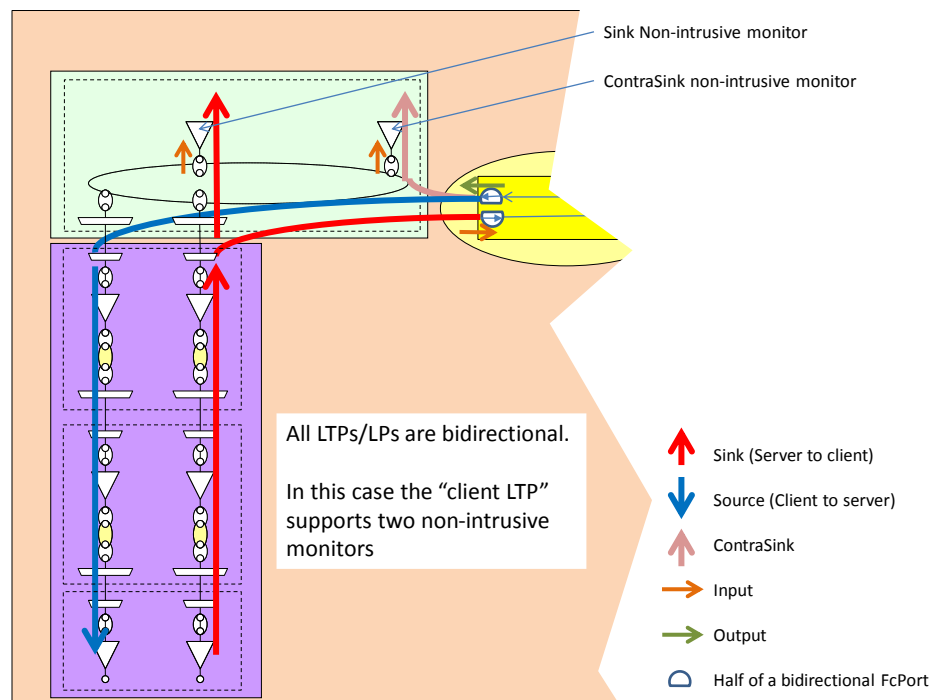 Sink Non-intrusive monitor
ContraSink non-intrusive monitor
All LTPs/LPs are bidirectional.
In this case the “client LTP”
supports two non-intrusive
monitors
Sink (Server to client)
Source (Client to server)
ContraSink
Input
Output
Half of a bidirectional FcPort